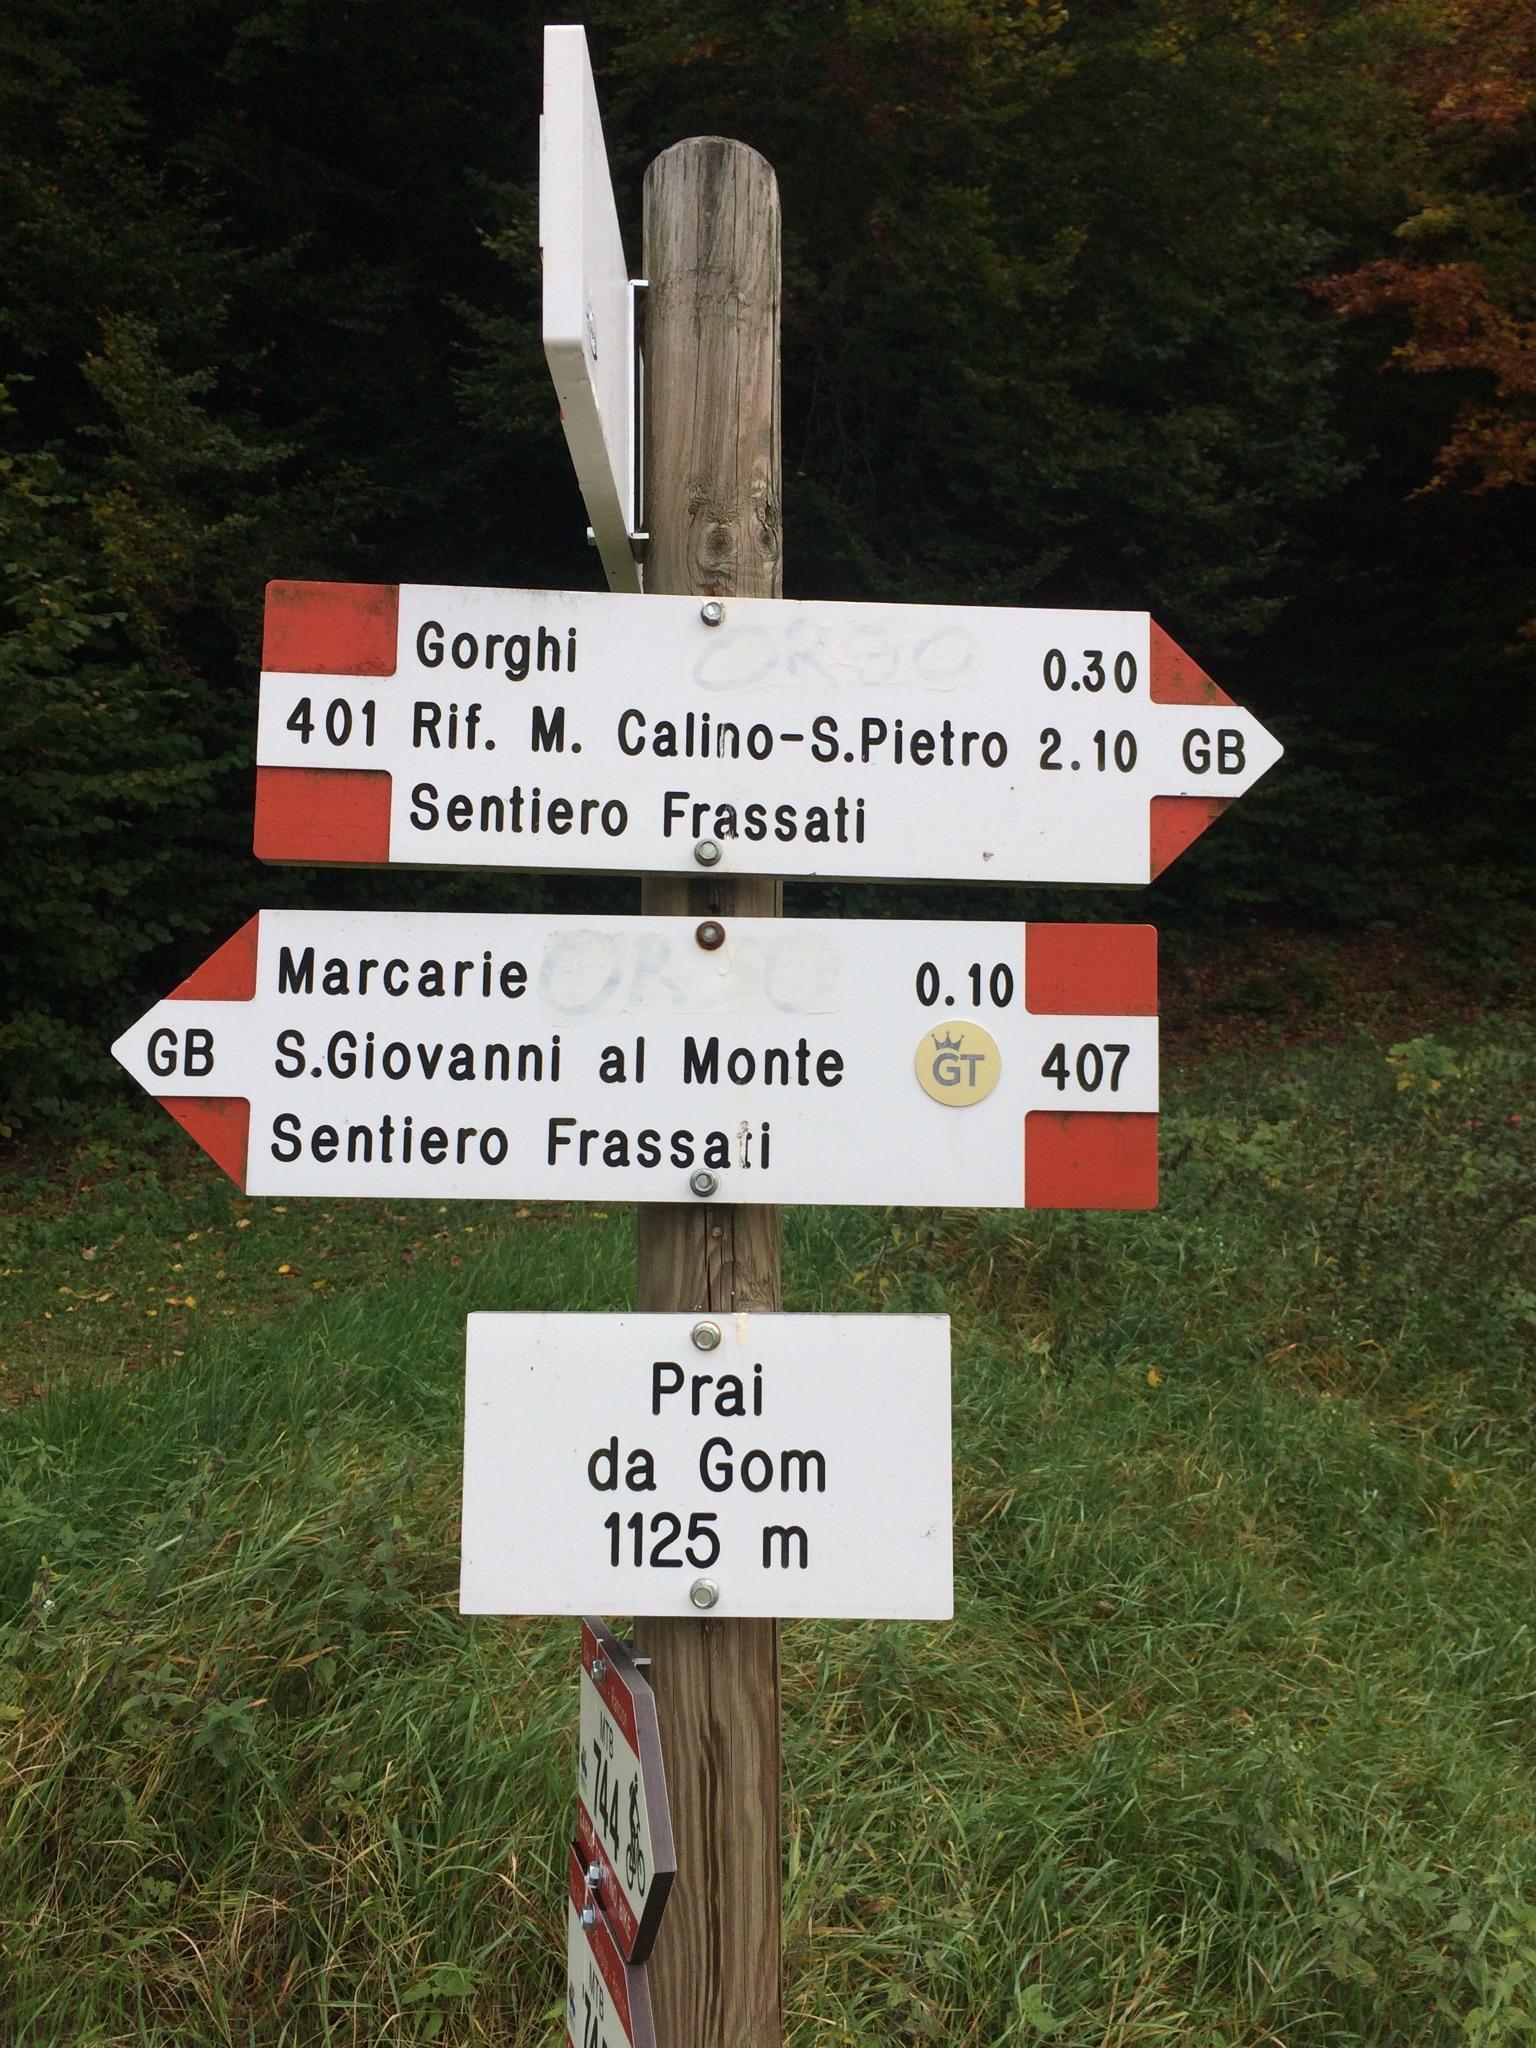 Gorghi 0.30
401 Rif. M. Calino-S.Pietro 2.10 GB
Sentiero Frassati
Marcarie 0.10
GB S.Giovanni al Monte GT 407
Sentiero Frassati
Prai
da Gom
1125 m
MTB
744
MTB